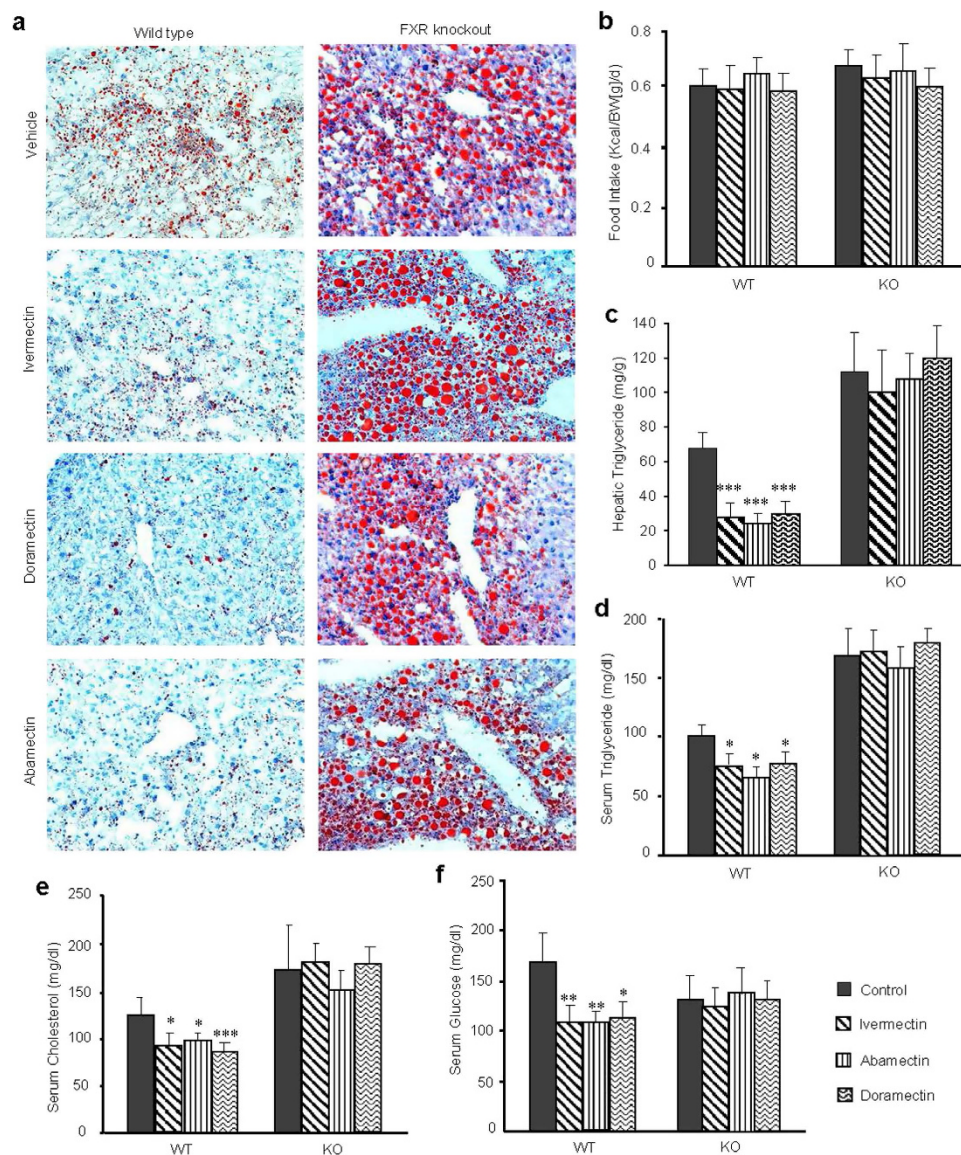 a
Wild type
FXR knockout
Vehicle
Ivermectin
Doramectin
Abamectin
b
Food Intake (Kcal/BW[g]/d)
0.8
0.6
0.4
0.2
0
WT
KO
c
Hepatic Triglyceride (mg/g)
140
120
100
80
60
40
20
0
***
***
***
WT
KO
d
Serum Triglyceride (mg/dl)
200
150
100
50
0
*
*
*
WT
KO
e
Serum Cholesterol (mg/dl)
250
200
150
100
50
0
*
*
***
WT
KO
f
Serum Glucose (mg/dl)
250
200
150
100
50
0
**
**
*
WT
KO
Control
Ivermectin
Abamectin
Doramectin